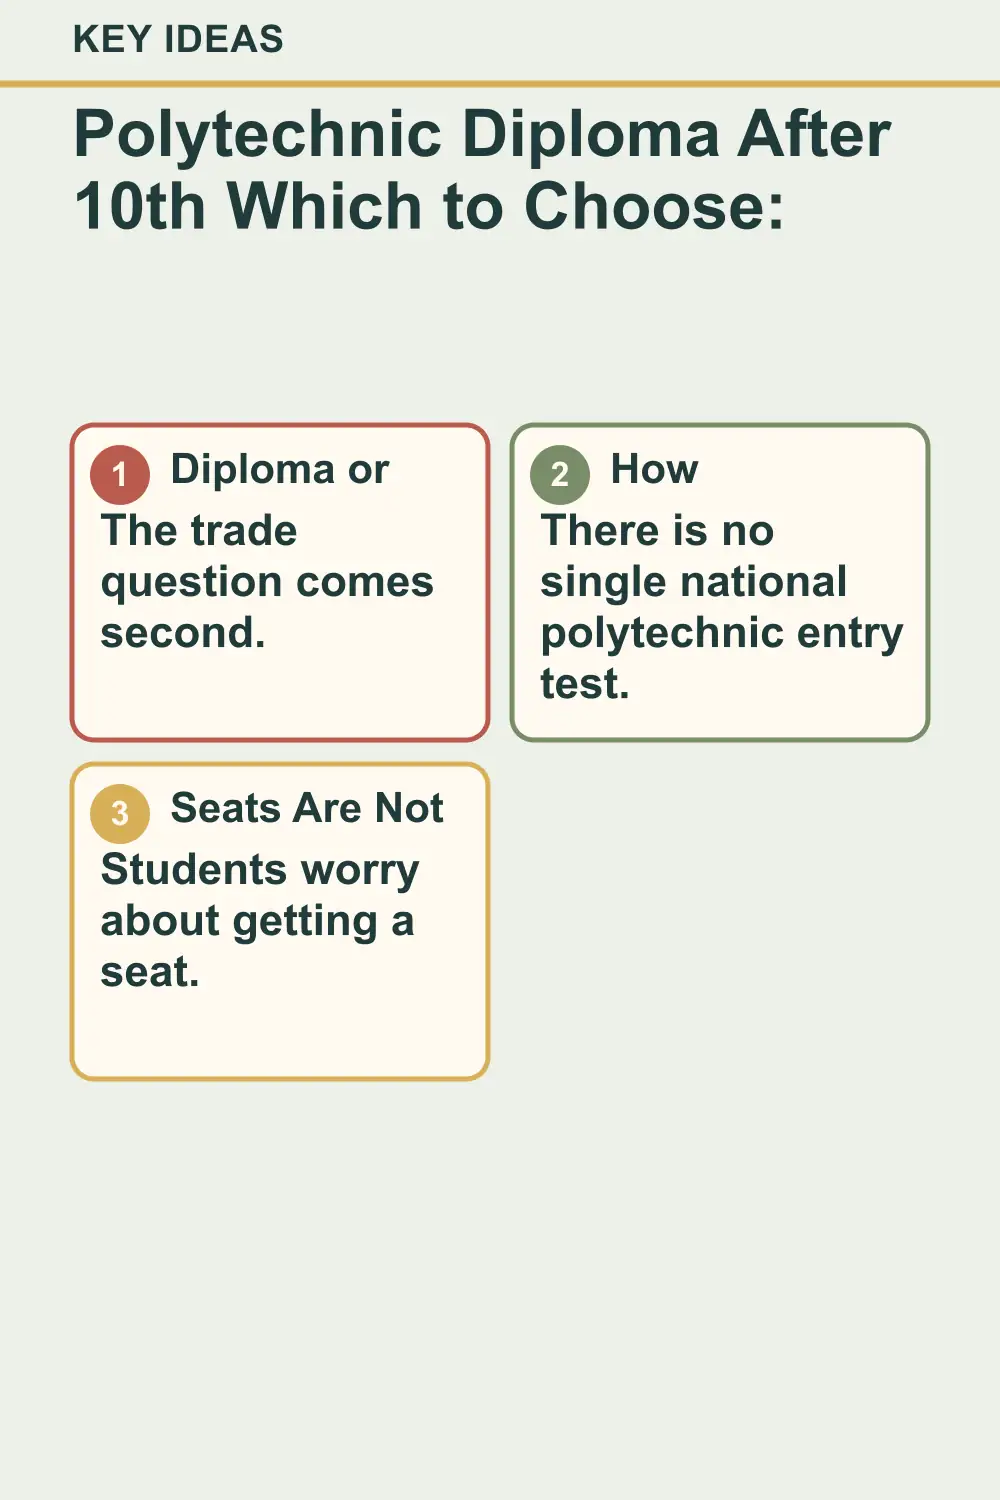 KEY IDEAS
Polytechnic Diploma After
10th Which to Choose:
1 Diploma or
The trade
question comes
second.
2 How
There is no
single national
polytechnic entry
test.
3 Seats Are Not
Students worry
about getting a
seat.